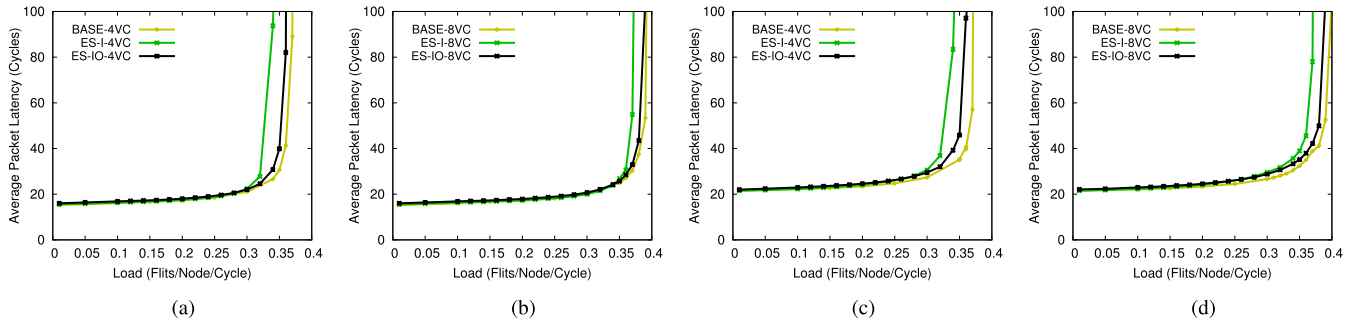 100
80
60
40
20
0
Average Packet Latency (Cycles)
BASE-4VC
ES-I-4VC
ES-IO-4VC
0 0.05 0.1 0.15 0.2 0.25 0.3 0.35 0.4
Load (Flits/Node/Cycle)
(a)
100
80
60
40
20
0
Average Packet Latency (Cycles)
BASE-8VC
ES-I-8VC
ES-IO-8VC
0 0.05 0.1 0.15 0.2 0.25 0.3 0.35 0.4
Load (Flits/Node/Cycle)
(b)
100
80
60
40
20
0
Average Packet Latency (Cycles)
BASE-4VC
ES-I-4VC
ES-IO-4VC
0 0.05 0.1 0.15 0.2 0.25 0.3 0.35 0.4
Load (Flits/Node/Cycle)
(c)
100
80
60
40
20
0
Average Packet Latency (Cycles)
BASE-8VC
ES-I-8VC
ES-IO-8VC
0 0.05 0.1 0.15 0.2 0.25 0.3 0.35 0.4
Load (Flits/Node/Cycle)
(d)